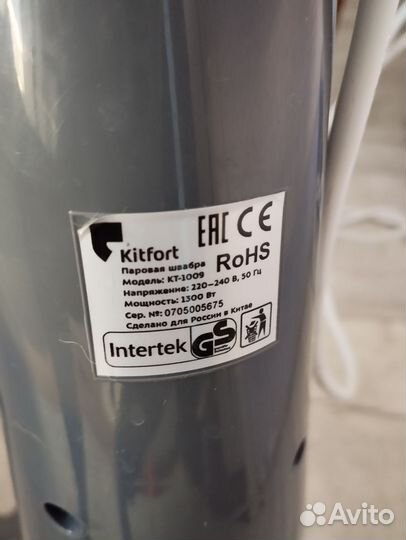 Kitfort
EAC CE
Паровая швабра
RoHS
Модель: KT-1009
Напряжение: 220-240 В, 50 Гц
Мощность: 1300 Вт
Сер. №: 0705005675
Сделано для России в Китае
Intertek
GS
Avito